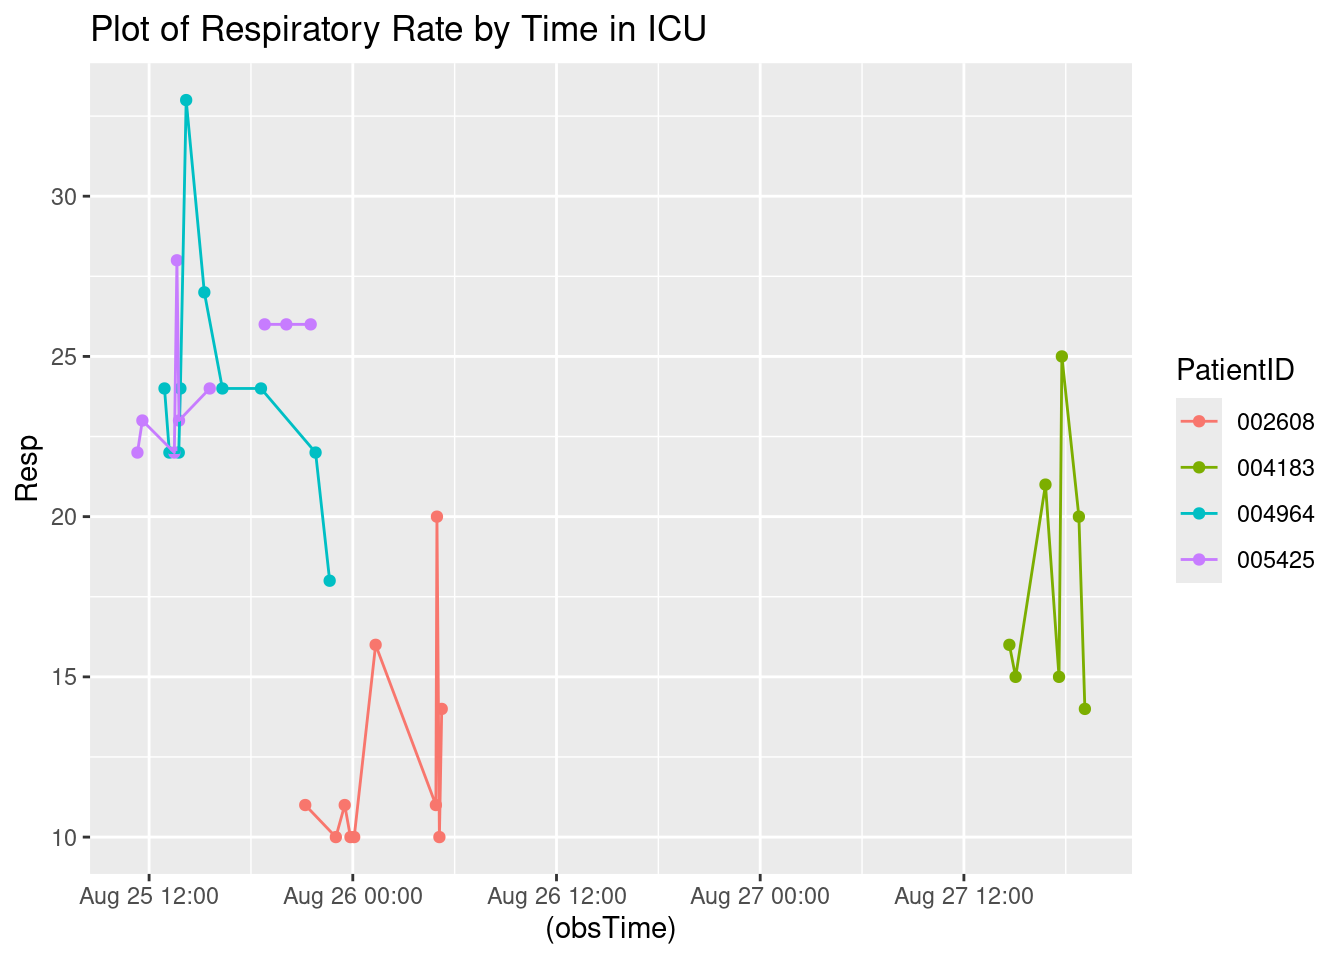 Plot of Respiratory Rate by Time in ICU
30
25
20
15
10
Resp
Aug 25 12:00 Aug 26 00:00 Aug 26 12:00 Aug 27 00:00 Aug 27 12:00
(obsTime)
PatientID
002608
004183
004964
005425